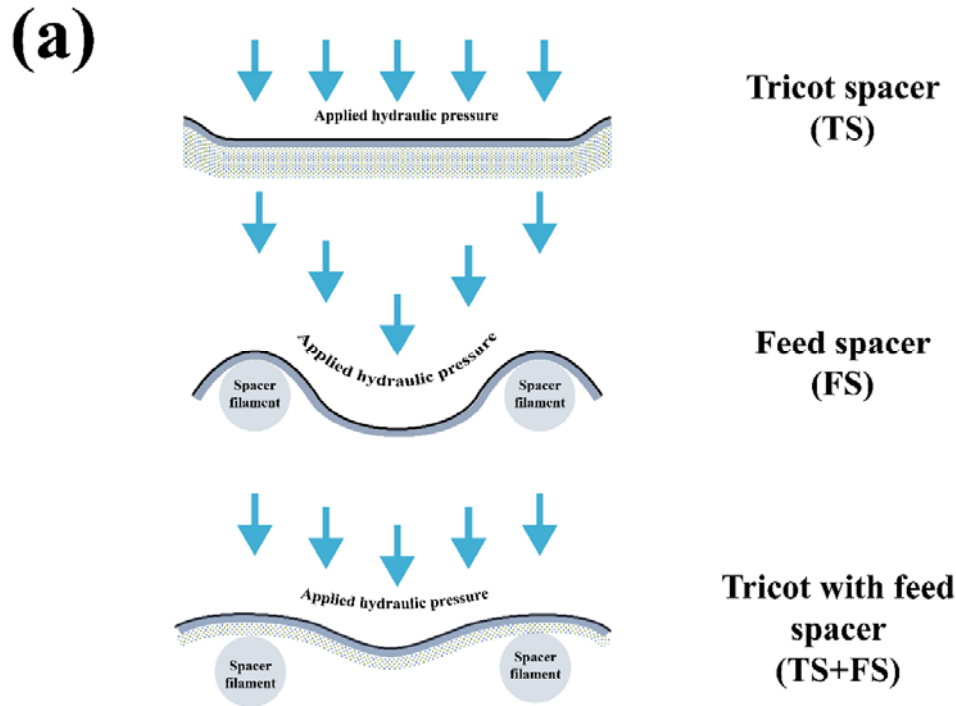 (a)
Applied hydraulic pressure
Tricot spacer
(TS)
Applied hydraulic pressure
Spacer
filament
Spacer
filament
Feed spacer
(FS)
Applied hydraulic pressure
Spacer
filament
Spacer
filament
Tricot with feed
spacer
(TS+FS)